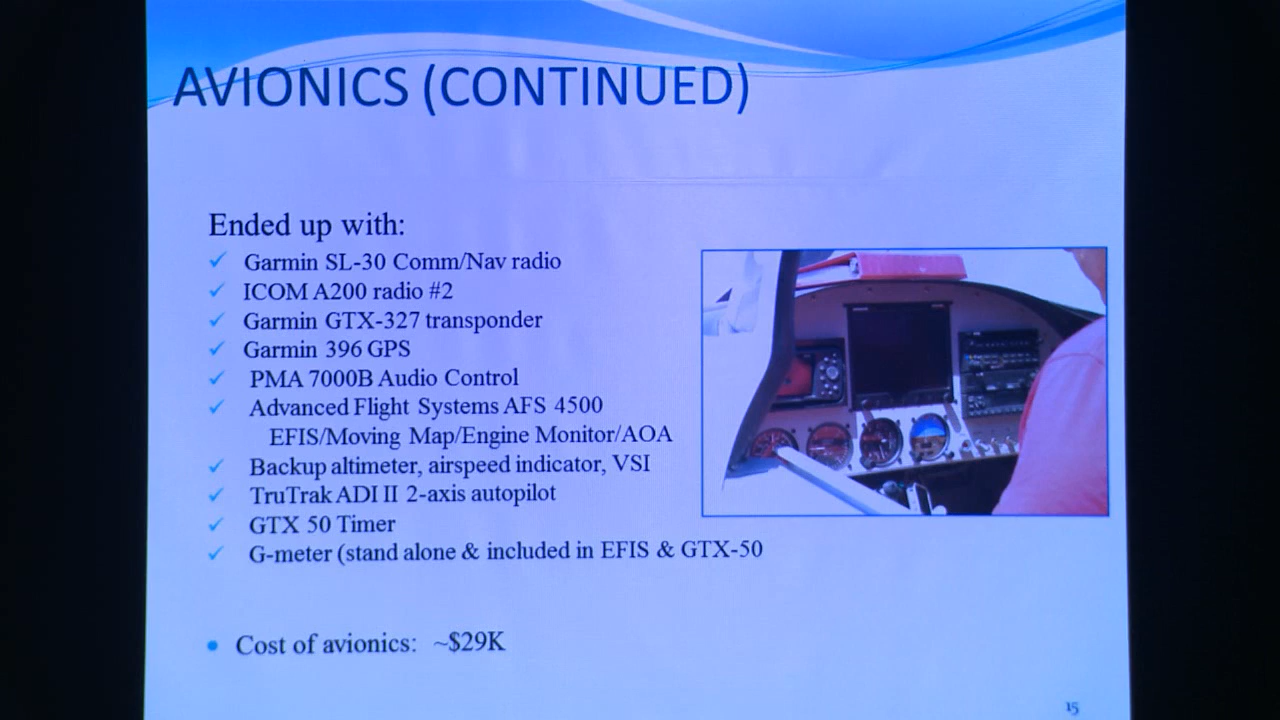 AVIONICS (CONTINUED)
Ended up with:
✓ Garmin SL-30 Comm/Nav radio
✓ ICOM A200 radio #2
✓ Garmin GTX-327 transponder
✓ Garmin 396 GPS
✓ PMA 7000B Audio Control
✓ Advanced Flight Systems AFS 4500
EFIS/Moving Map/Engine Monitor/AOA
✓ Backup altimeter, airspeed indicator, VSI
✓ TruTrak ADI II 2-axis autopilot
✓ GTX 50 Timer
✓ G-meter (stand alone & included in EFIS & GTX-50
• Cost of avionics: ~$29K
15